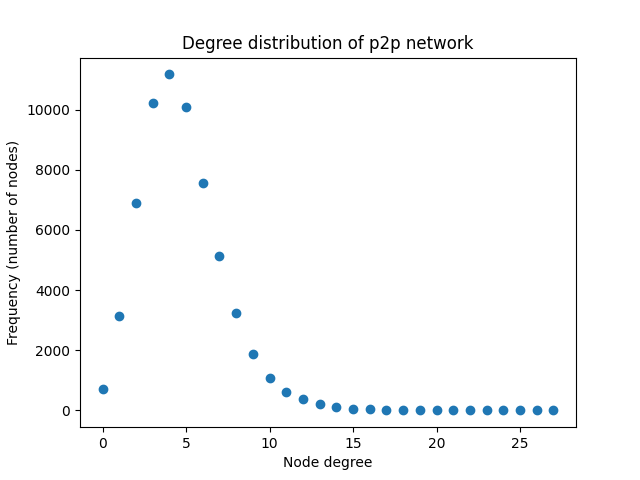 Degree distribution of p2p network
10000
8000
6000
4000
2000
0
Frequency (number of nodes)
0 5 10 15 20 25
Node degree